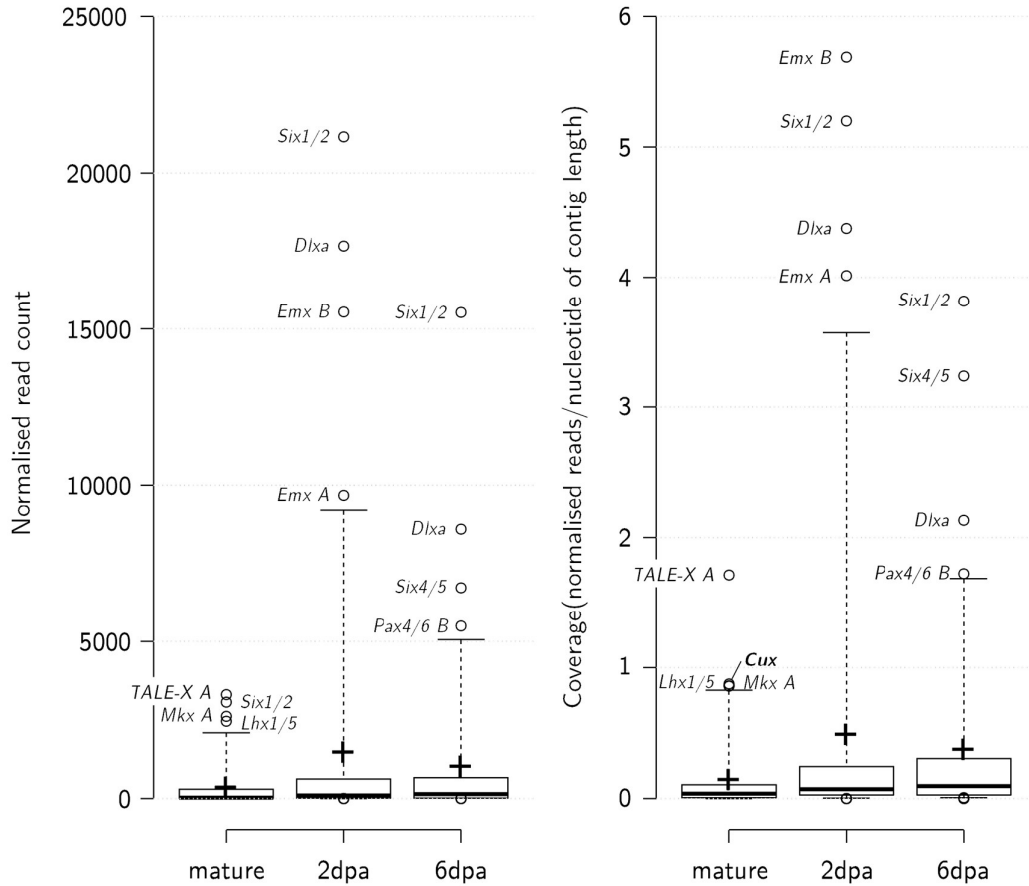 Normalised read count
25000
20000
15000
10000
5000
0
Six1/2
Dlxa
Emx B
Six1/2
Emx A
Dlxa
Six4/5
Pax4/6 B
TALE-X A
Six1/2
Mkx A
Lhx1/5
mature
2dpa
6dpa
Coverage(normalised reads/nucleotide of contig length)
6
5
4
3
2
1
0
Emx B
Six1/2
Dlxa
Emx A
Six1/2
Six4/5
Dlxa
TALE-X A
Pax4/6 B
Cux
Lhx1/5
Mkx A
mature
2dpa
6dpa